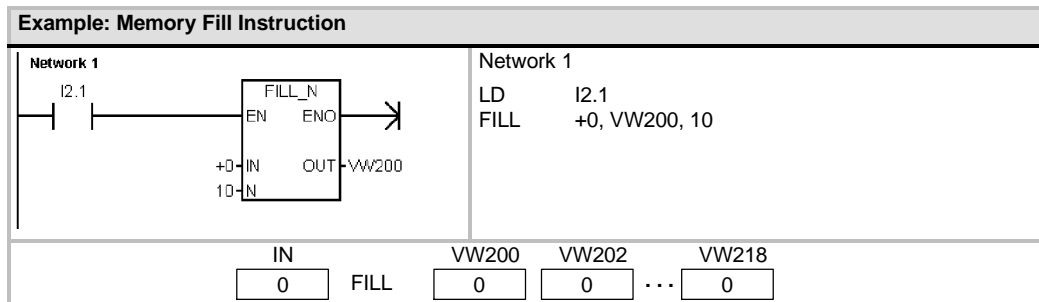 Example: Memory Fill Instruction
Network 1
I2.1
FILL_N
EN ENO
+0 IN OUT VW200
10 N
Network 1
LD I2.1
FILL +0, VW200, 10
IN VW200 VW202 VW218
0 FILL 0 0 ... 0